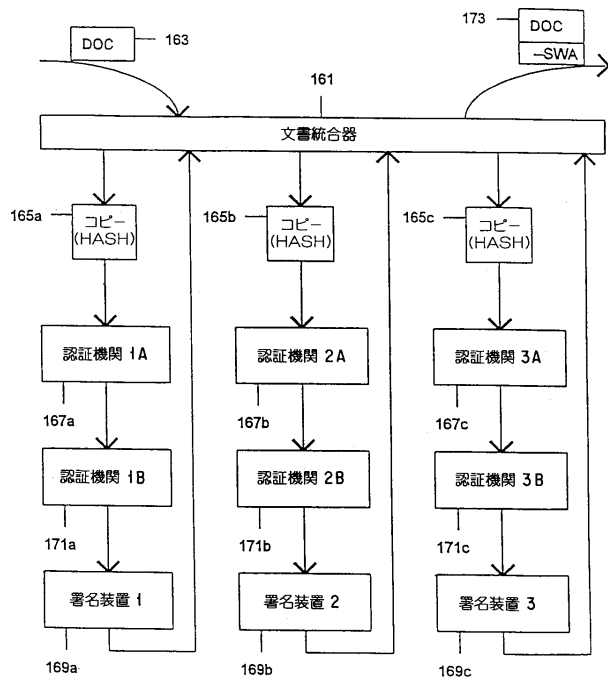 DOC
163
173
DOC
–SWA
161
文書統合器
165a
コピー
(HASH)
165b
コピー
(HASH)
165c
コピー
(HASH)
認証機関 1A
認証機関 2A
認証機関 3A
167a
167b
167c
認証機関 1B
認証機関 2B
認証機関 3B
171a
171b
171c
署名装置 1
署名装置 2
署名装置 3
169a
169b
169c